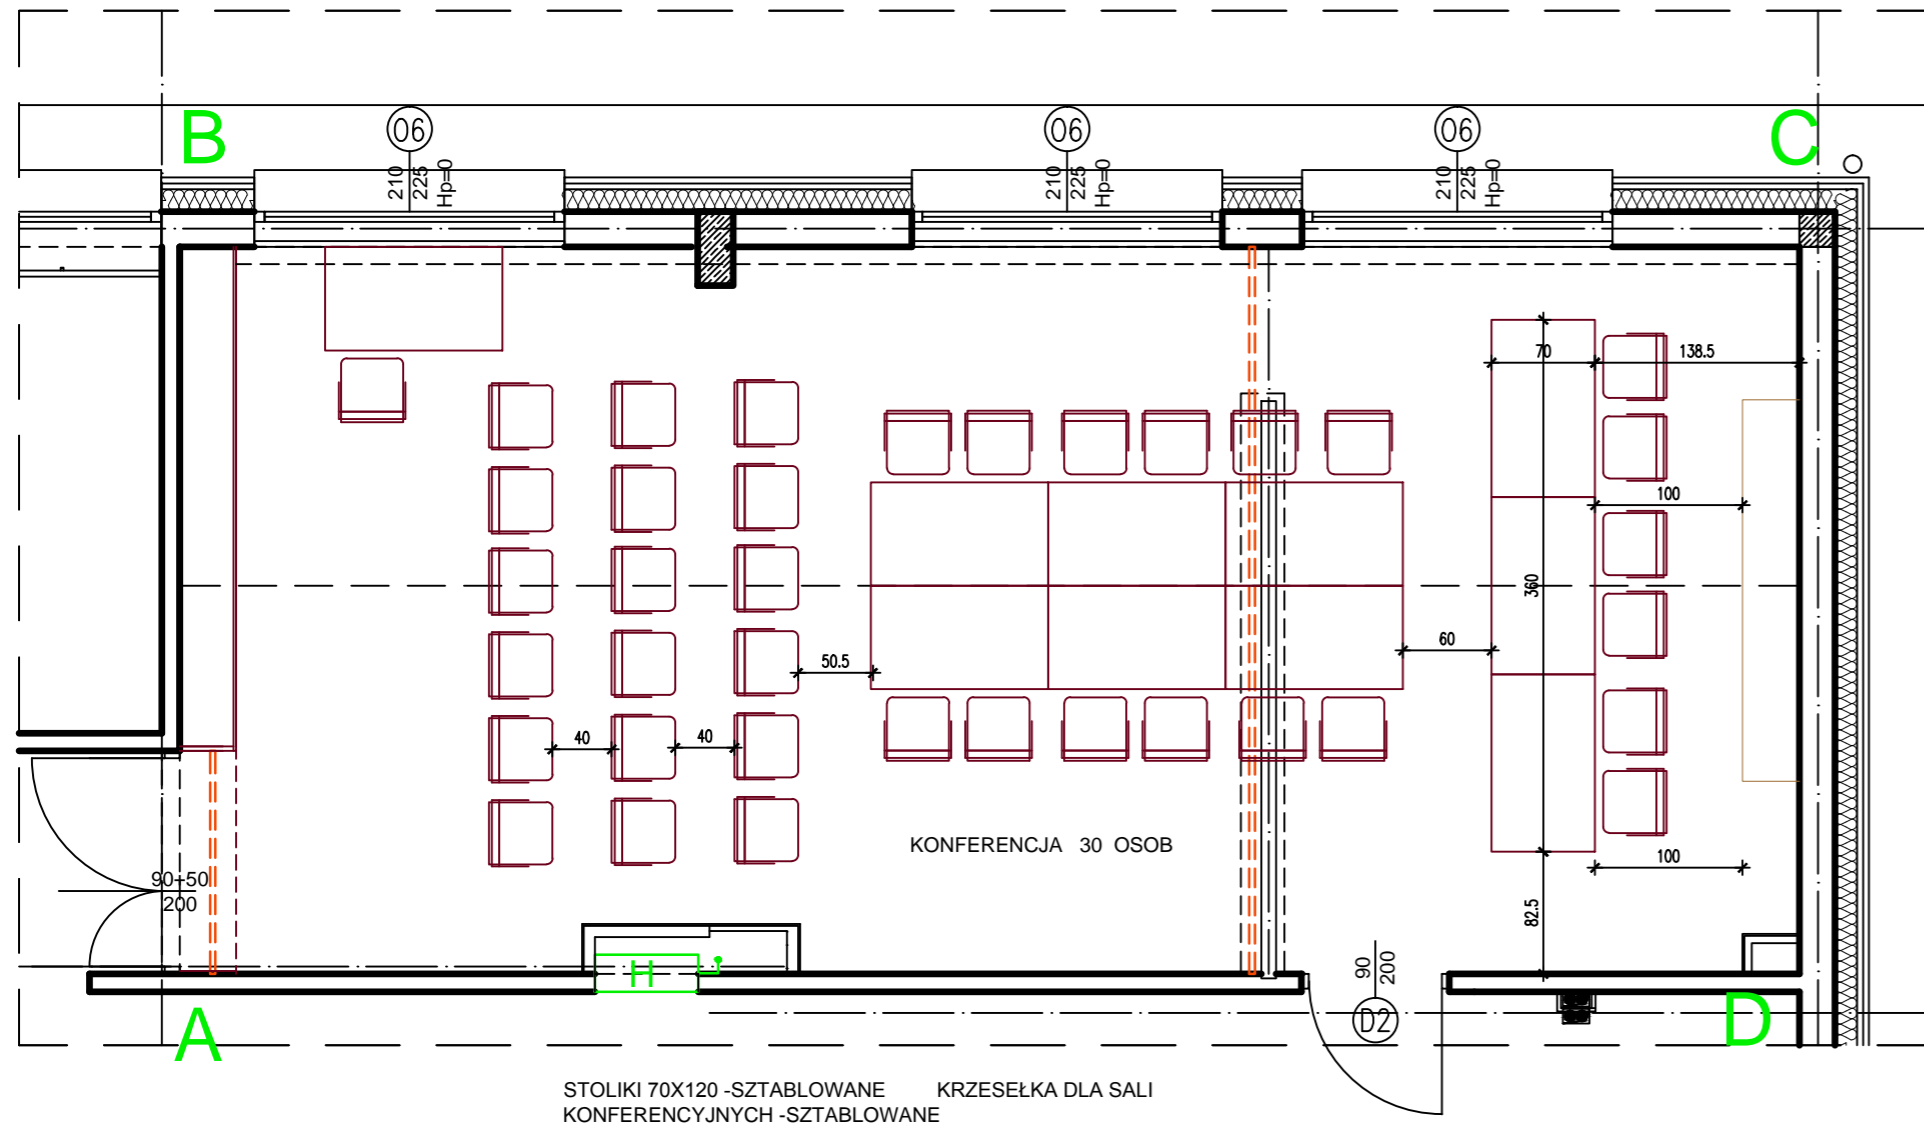 B
C
06
06
06
210
225
Hp=0
210
225
Hp=0
210
225
Hp=0
70
138.5
100
360
60
50.5
40
40
KONFERENCJA 30 OSOB
100
82.5
90+50
200
H
90
200
D2
A
D
STOLIKI 70X120 -SZTABLOWANE KRZESEŁKA DLA SALI
KONFERENCYJNYCH -SZTABLOWANE